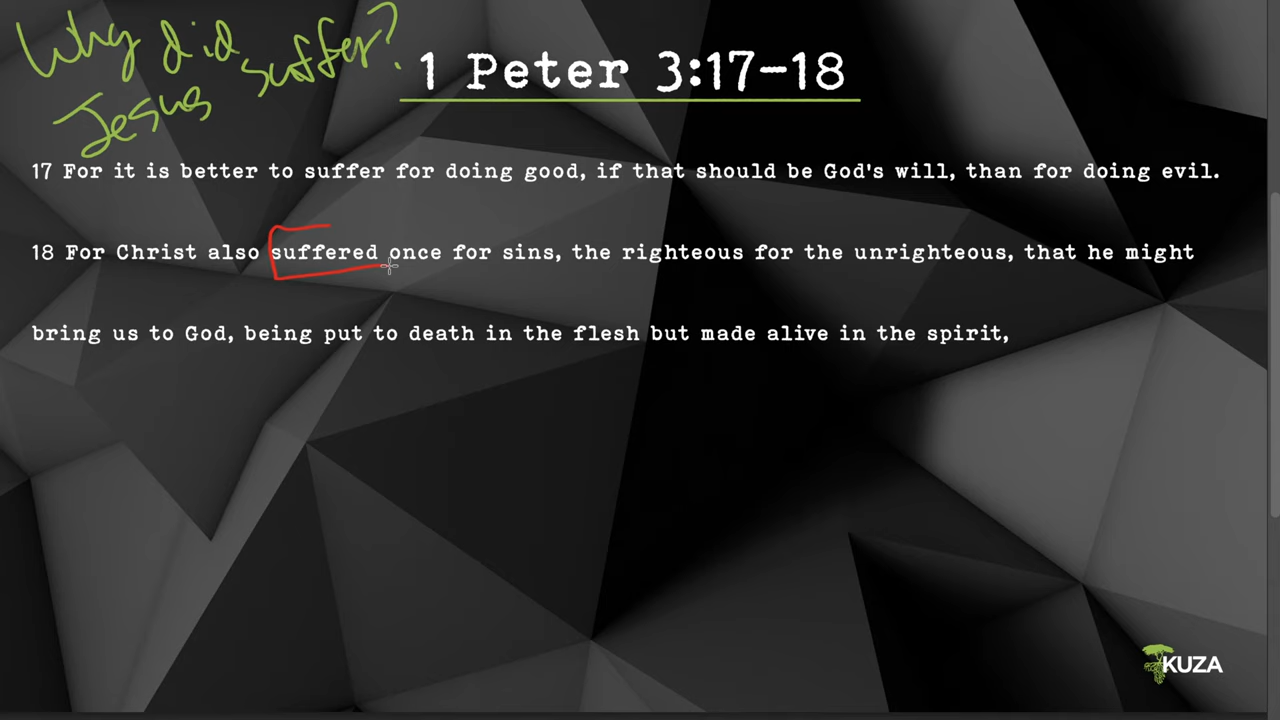 Why did
Jesus suffer?
1 Peter 3:17-18
17 For it is better to suffer for doing good, if that should be God's will, than for doing evil.
18 For Christ also suffered once for sins, the righteous for the unrighteous, that he might
bring us to God, being put to death in the flesh but made alive in the spirit,
KUZA